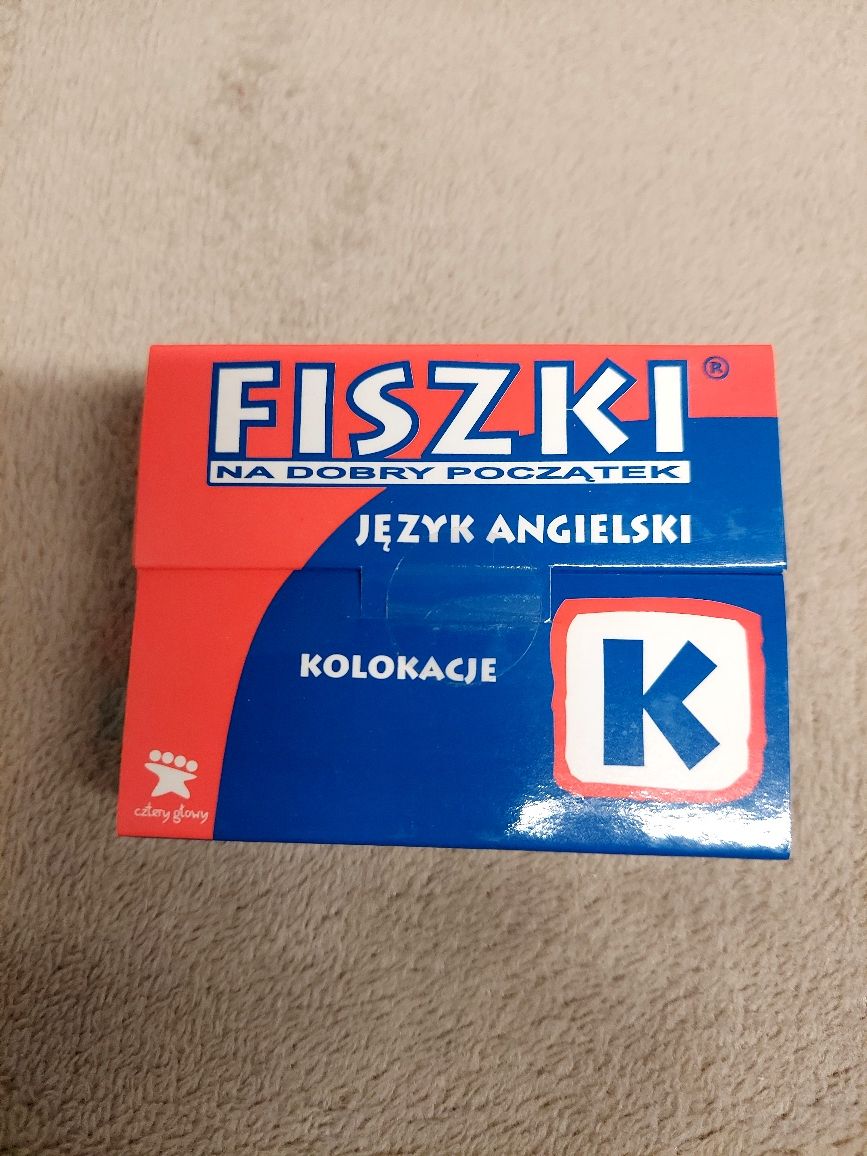 FISZKI ®
NA DOBRY POCZĄTEK
JĘZYK ANGIELSKI
KOLOKACJE
K
cztery głowy